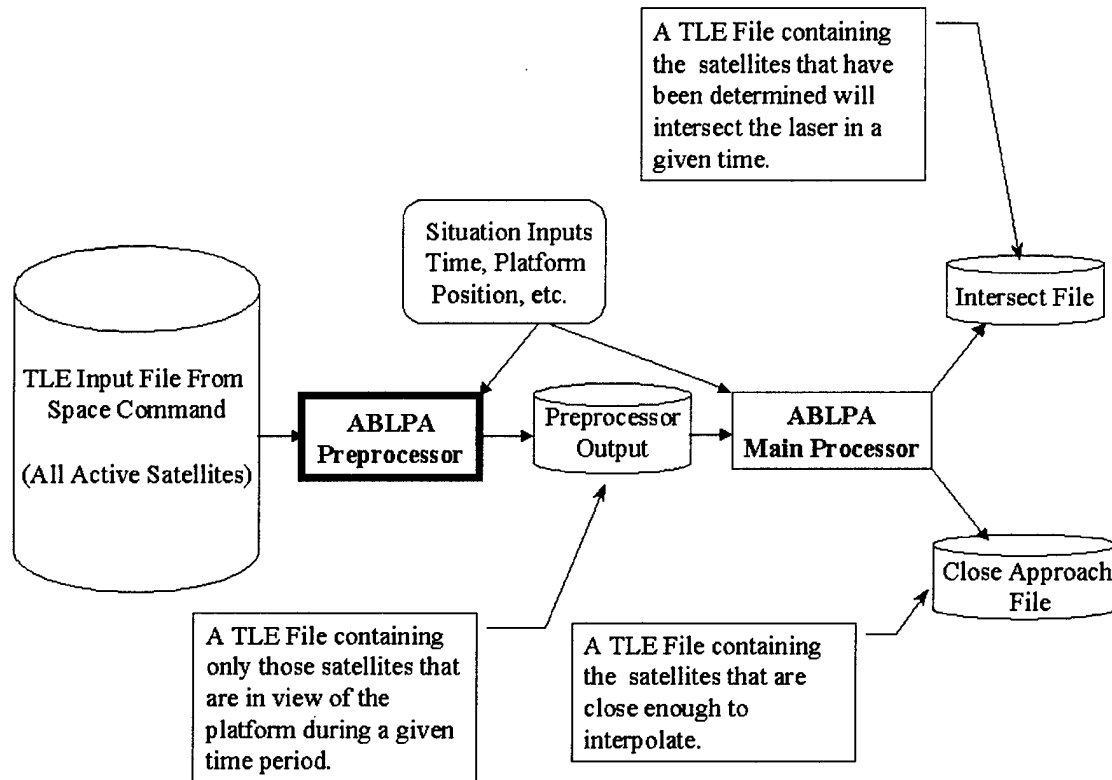 A TLE File containing
the satellites that have
been determined will
intersect the laser in a
given time.
Situation Inputs
Time, Platform
Position, etc.
Intersect File
TLE Input File From
Space Command
(All Active Satellites)
ABLPA
Preprocessor
Preprocessor
Output
ABLPA
Main Processor
Close Approach
File
A TLE File containing
only those satellites that
are in view of the
platform during a given
time period.
A TLE File containing
the satellites that are
close enough to
interpolate.